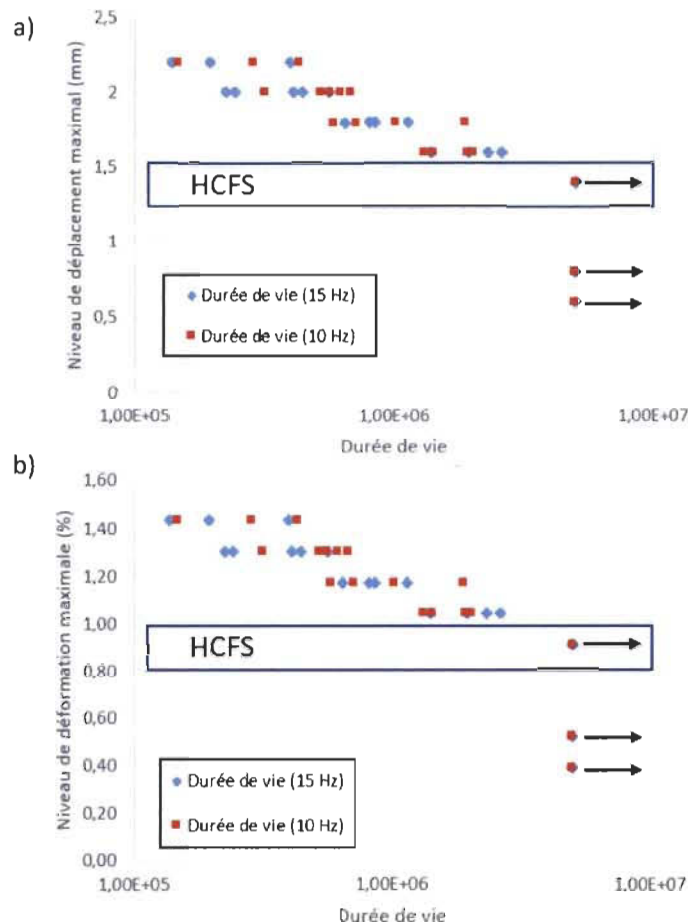 a)
Niveau de déplacement maximal (mm)
2,5
2
1,5
1
0,5
0
HCFS
Durée de vie (15 Hz)
Durée de vie (10 Hz)
1,00E+05
1,00E+06
1,00E+07
Durée de vie
b)
Niveau de déformation maximale (%)
1,60
1,40
1,20
1,00
0,80
0,60
0,40
0,20
0,00
HCFS
Durée de vie (15 Hz)
Durée de vie (10 Hz)
1,00E+05
1,00E+06
1,00E+07
Durée de vie